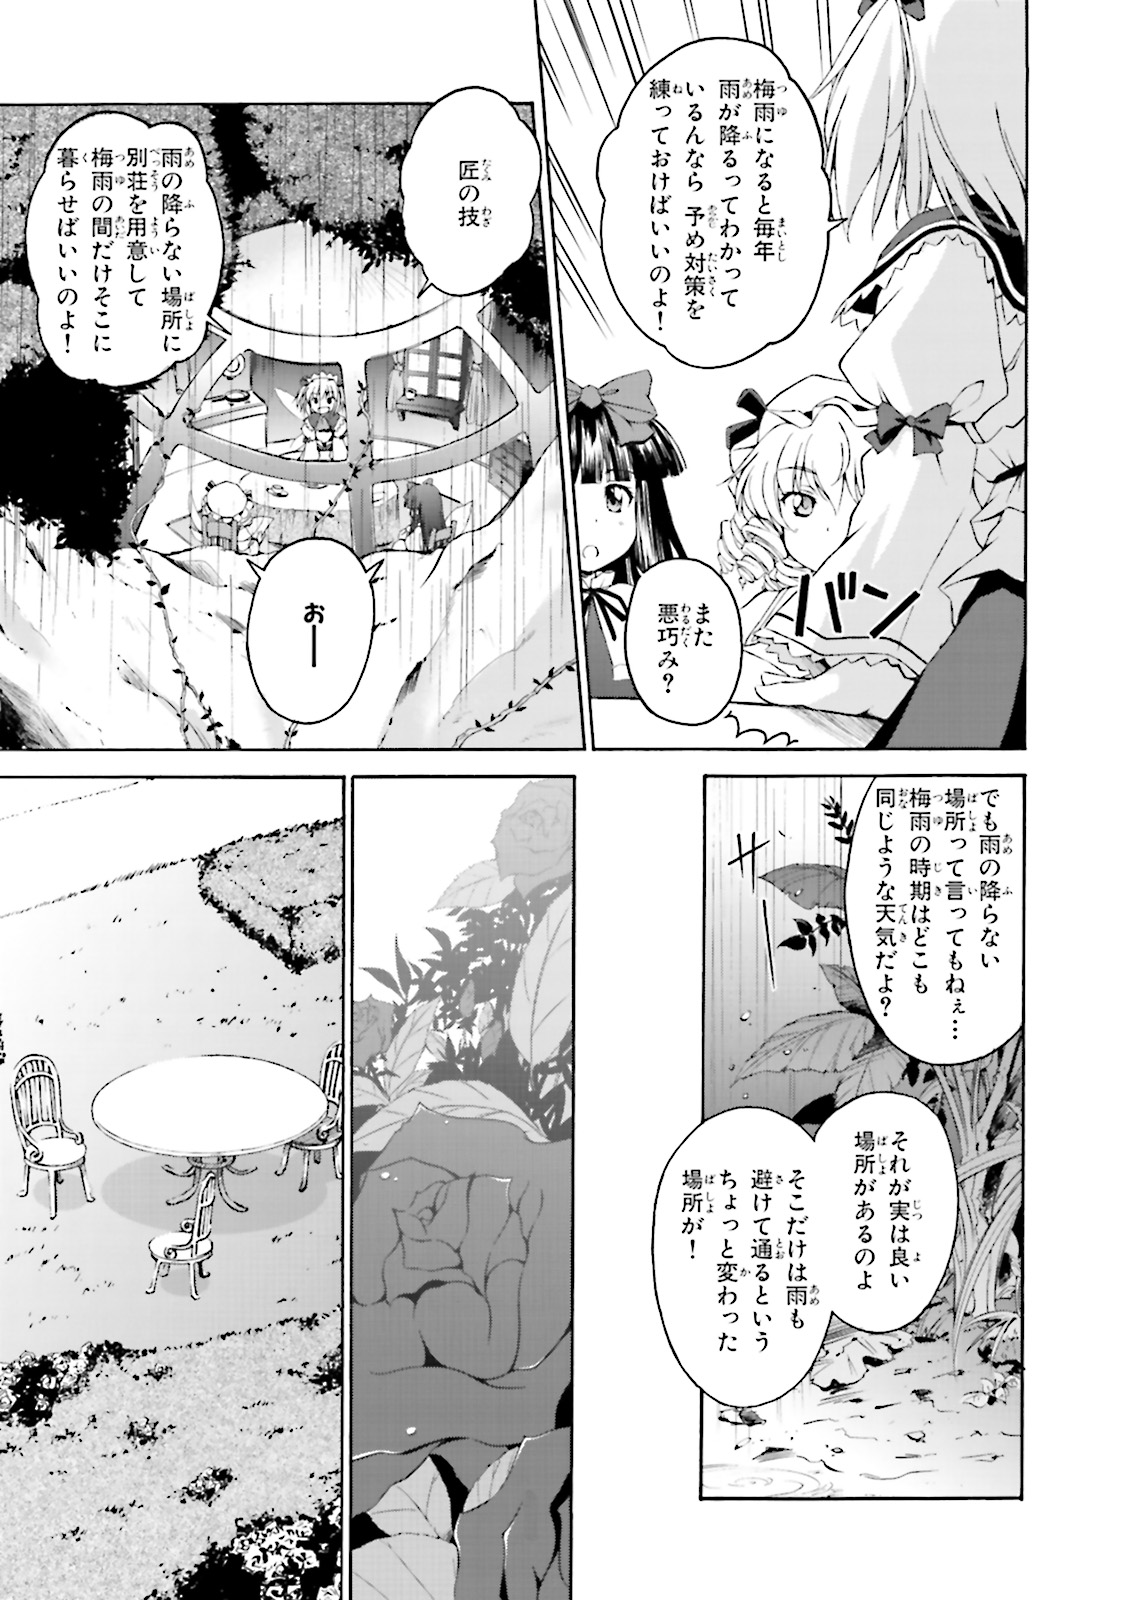 梅雨になると毎年
雨が降るってわかって
いるんなら 予め対策を
練っておけばいいのよ！
バン
また
悪巧み？
匠の技
雨の降らない場所に
別荘を用意して
梅雨の間だけそこに
暮らせばいいのよ！
おー
でも雨の降らない
場所って言ってもねぇ…
梅雨の時期はどこも
同じような天気だよ？
ザー
それが実は良い
場所があるのよ
そこだけは雨も
避けて通るという
ちょっと変わった
場所が！